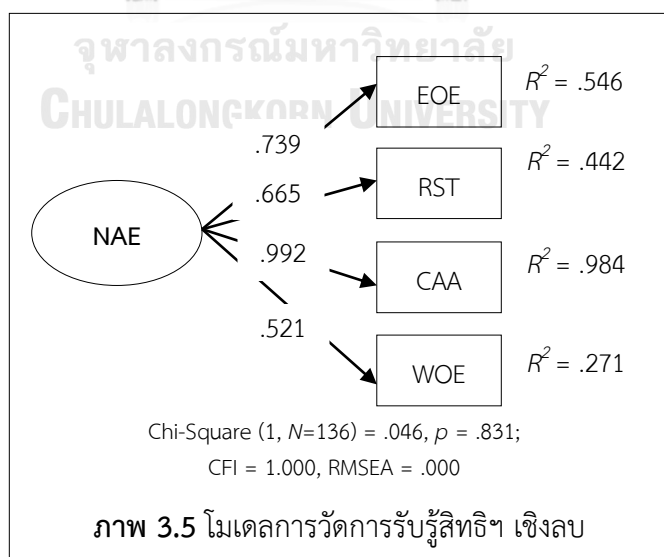 จุฬาลงกรณ์มหาวิทยาลัย
CHULALONGKORN UNIVERSITY
EOE
R² = .546
.739
RST
R² = .442
.665
NAE
.992
CAA
R² = .984
.521
WOE
R² = .271
Chi-Square (1, N=136) = .046, p = .831;
CFI = 1.000, RMSEA = .000
ภาพ 3.5 โมเดลการวัดการรับรู้สิทธิฯ เชิงลบ